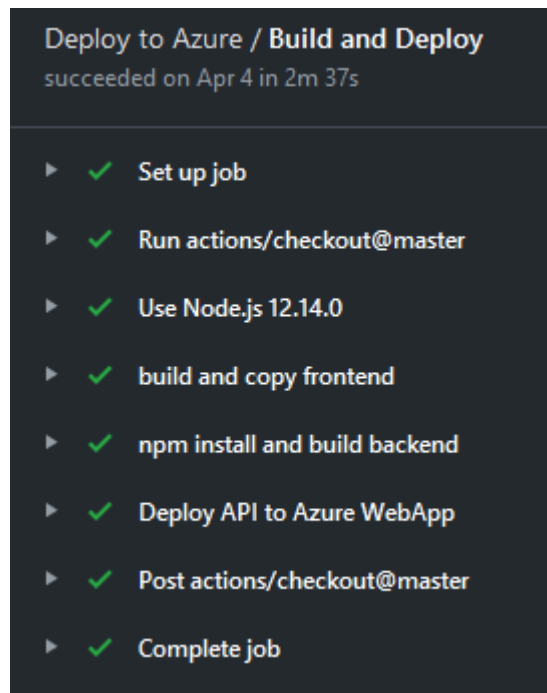 Deploy to Azure / Build and Deploy
succeeded on Apr 4 in 2m 37s
Set up job
Run actions/checkout@master
Use Node.js 12.14.0
build and copy frontend
npm install and build backend
Deploy API to Azure WebApp
Post actions/checkout@master
Complete job